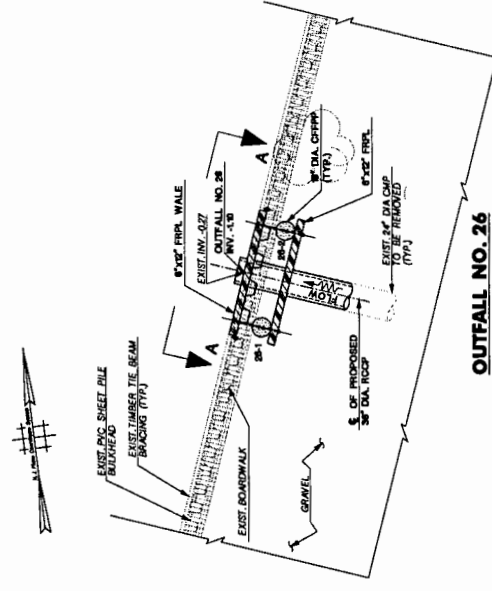 EXIST. PVC SHEET PILE
BULKHEAD
EXIST. TIMBER TIE BEAM
BRACING (TYP.)
6"x12" FRPL WALE
EXIST. INV. -0.27
OUTFALL NO. 26
INV. -1.10
A
A
EXIST. BOARDWALK
26-1
26-2
DIA. CFFPP
(TYP.)
6"x12" FRPL
FLOW
EXIST. 24" DIA CMP
TO BE REMOVED
(TYP.)
℄ OF PROPOSED
36" DIA. RCCP
GRAVEL
OUTFALL NO. 26